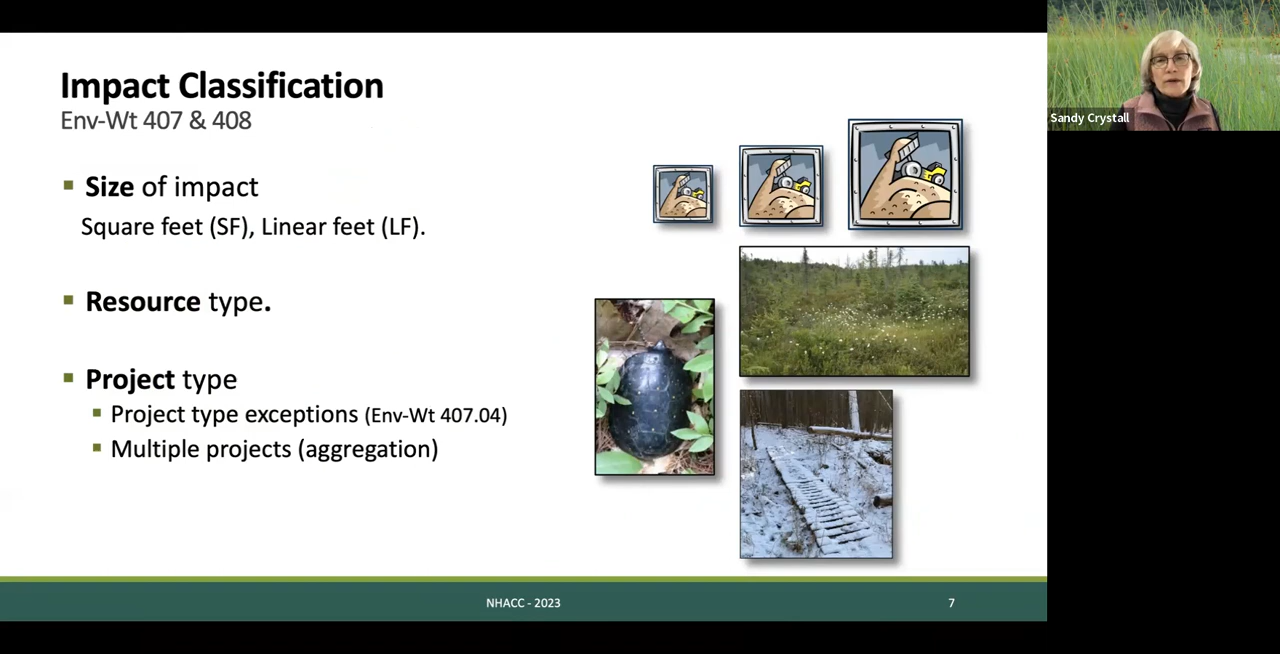 Impact Classification
Env-Wt 407 & 408
▪ Size of impact
Square feet (SF), Linear feet (LF).
▪ Resource type.
▪ Project type
▪ Project type exceptions (Env-Wt 407.04)
▪ Multiple projects (aggregation)
NHACC - 2023
7
Sandy Crystall